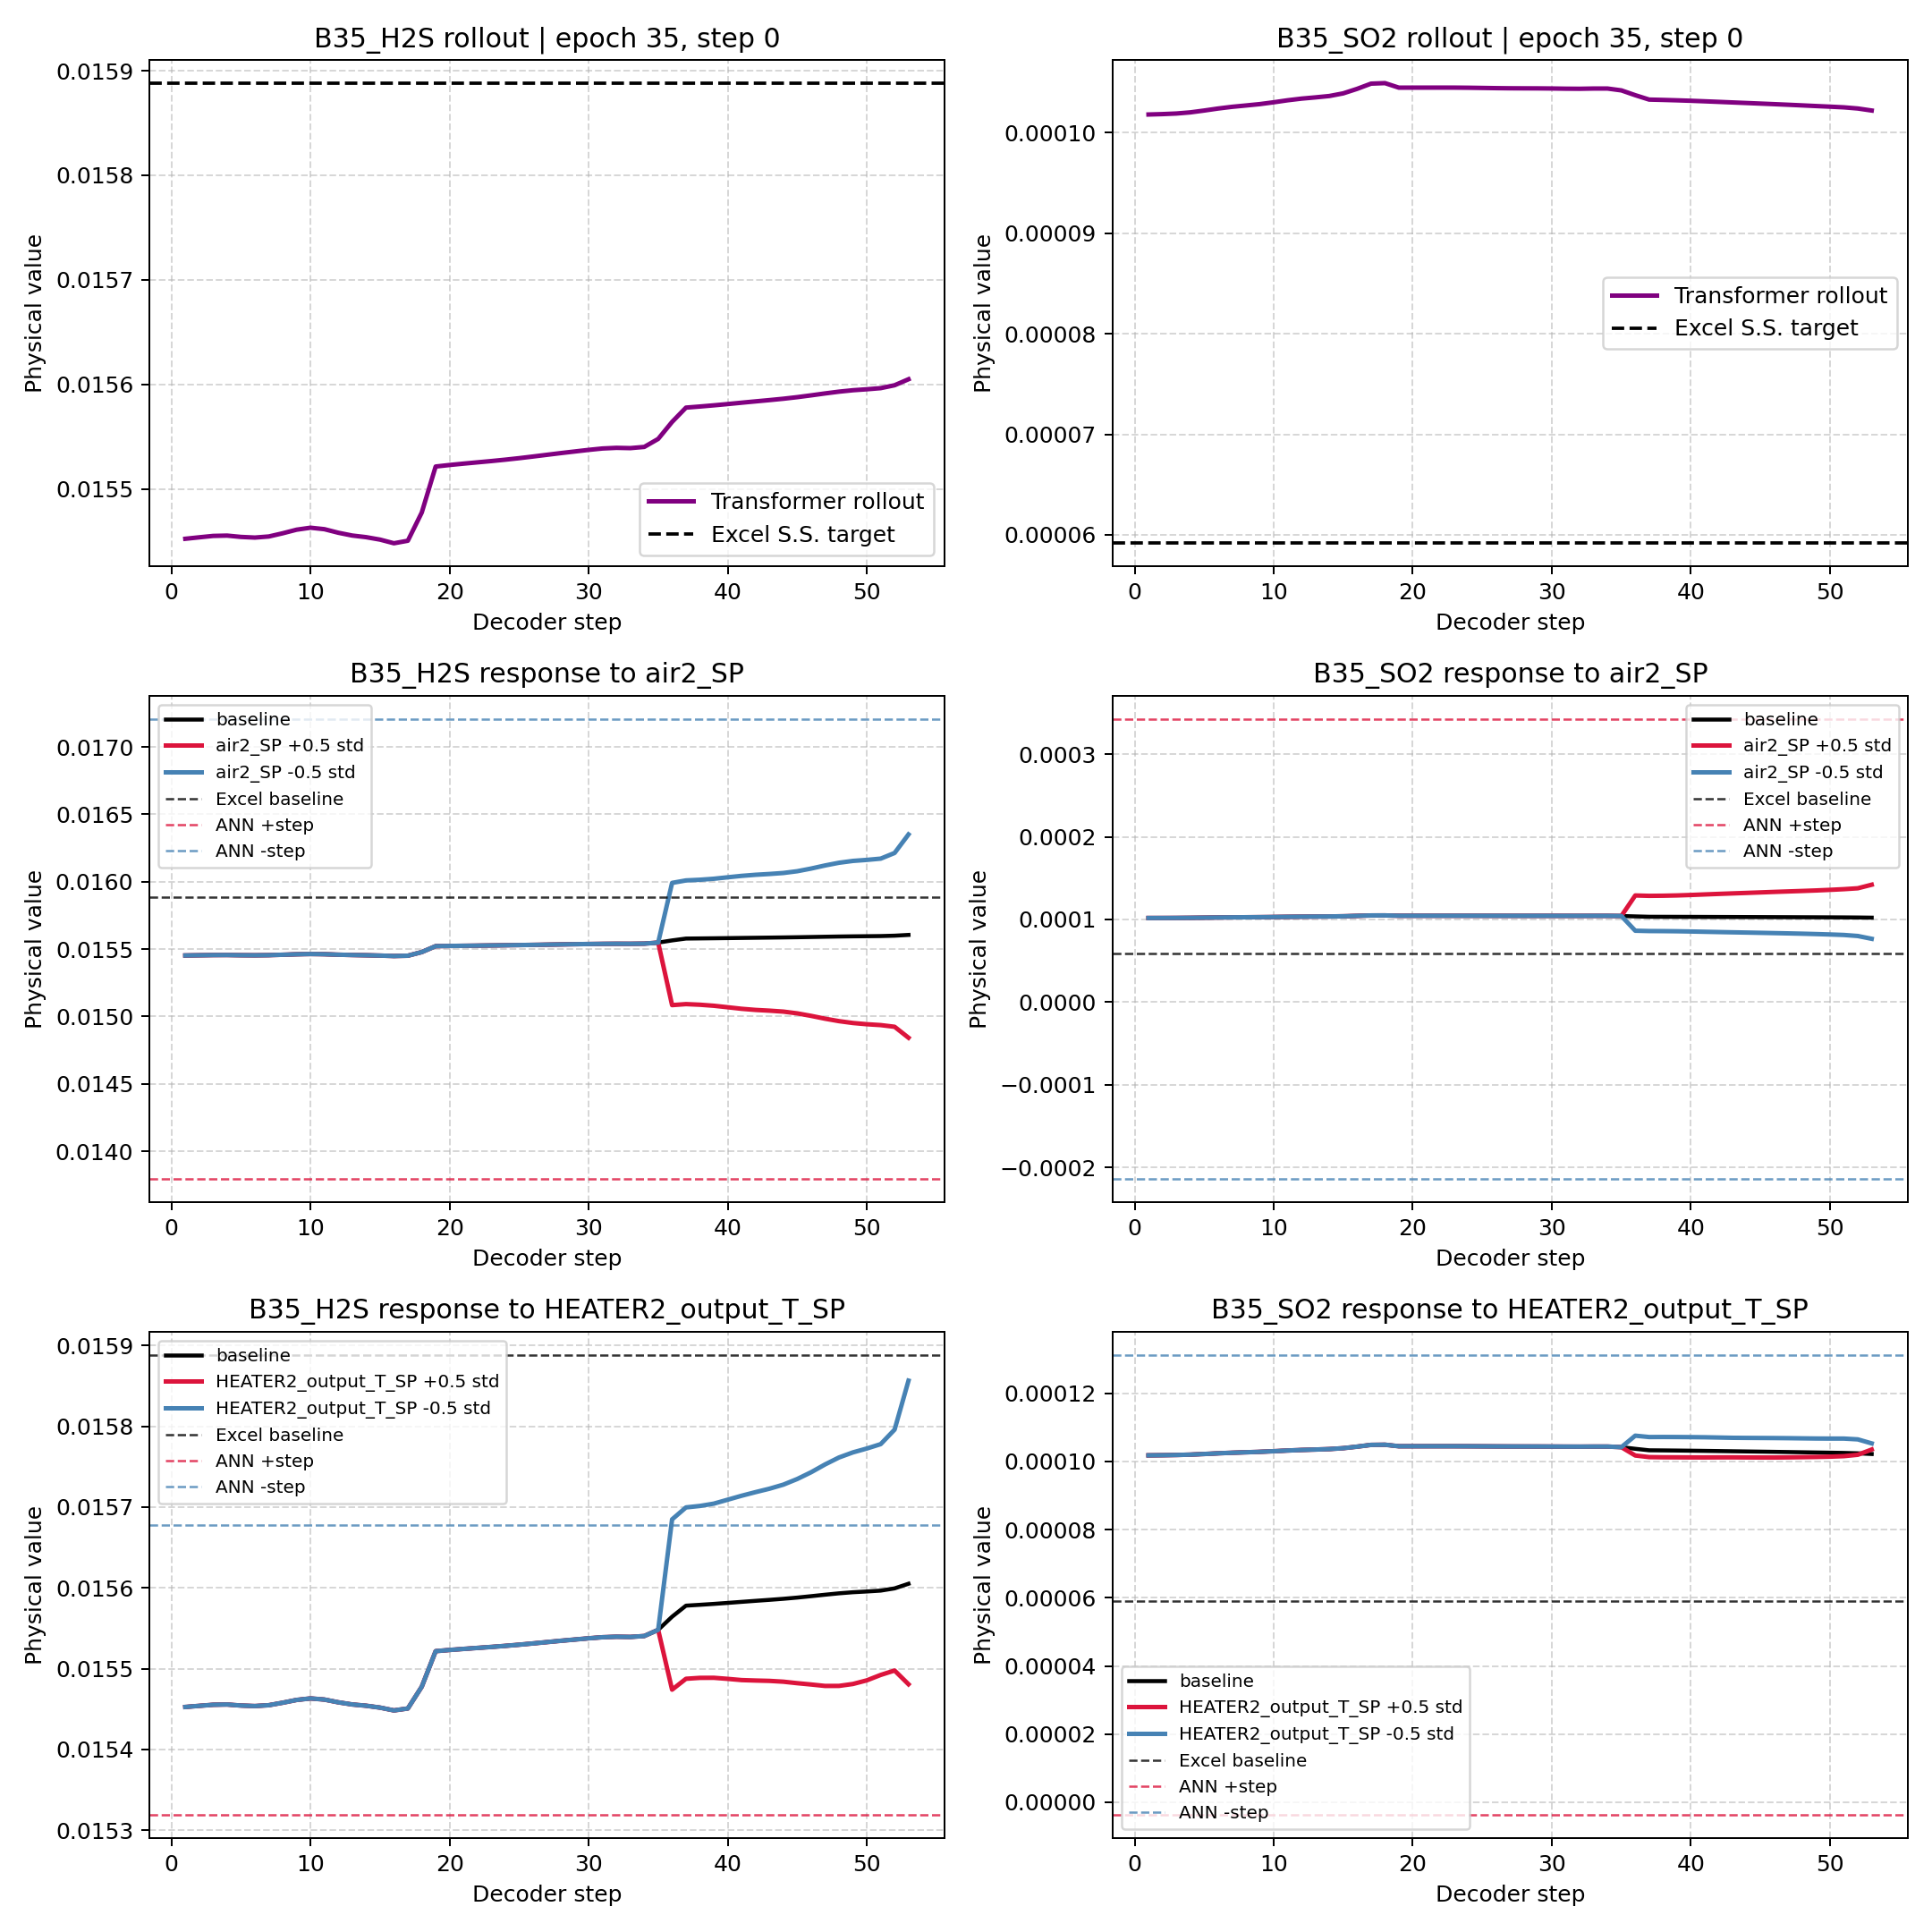 B35_H2S rollout | epoch 35, step 0
0.0159
0.0158
0.0157
0.0156
0.0155
Physical value
Transformer rollout
Excel S.S. target
0 10 20 30 40 50
Decoder step
B35_SO2 rollout | epoch 35, step 0
0.00010
0.00009
0.00008
0.00007
0.00006
Physical value
Transformer rollout
Excel S.S. target
0 10 20 30 40 50
Decoder step
B35_H2S response to air2_SP
0.0170
0.0165
0.0160
0.0155
0.0150
0.0145
0.0140
Physical value
baseline
air2_SP +0.5 std
air2_SP -0.5 std
Excel baseline
ANN +step
ANN -step
0 10 20 30 40 50
Decoder step
B35_SO2 response to air2_SP
0.0003
0.0002
0.0001
0.0000
−0.0001
−0.0002
Physical value
baseline
air2_SP +0.5 std
air2_SP -0.5 std
Excel baseline
ANN +step
ANN -step
0 10 20 30 40 50
Decoder step
B35_H2S response to HEATER2_output_T_SP
0.0159
0.0158
0.0157
0.0156
0.0155
0.0154
0.0153
Physical value
baseline
HEATER2_output_T_SP +0.5 std
HEATER2_output_T_SP -0.5 std
Excel baseline
ANN +step
ANN -step
0 10 20 30 40 50
Decoder step
B35_SO2 response to HEATER2_output_T_SP
0.00012
0.00010
0.00008
0.00006
0.00004
0.00002
0.00000
Physical value
baseline
HEATER2_output_T_SP +0.5 std
HEATER2_output_T_SP -0.5 std
Excel baseline
ANN +step
ANN -step
0 10 20 30 40 50
Decoder step